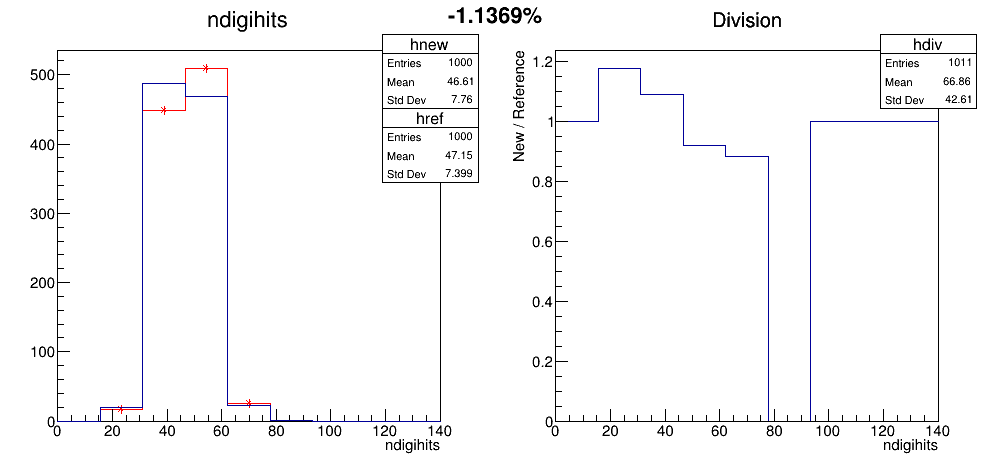 -1.1369%
ndigihits
hnew
Entries 1000
Mean 46.61
Std Dev 7.76
href
Entries 1000
Mean 47.15
Std Dev 7.399
500
400
300
200
100
0
0 20 40 60 80 100 120 140
ndigihits
Division
hdiv
Entries 1011
Mean 66.86
Std Dev 42.61
New / Reference
1.2
1
0.8
0.6
0.4
0.2
0
0 20 40 60 80 100 120 140
ndigihits